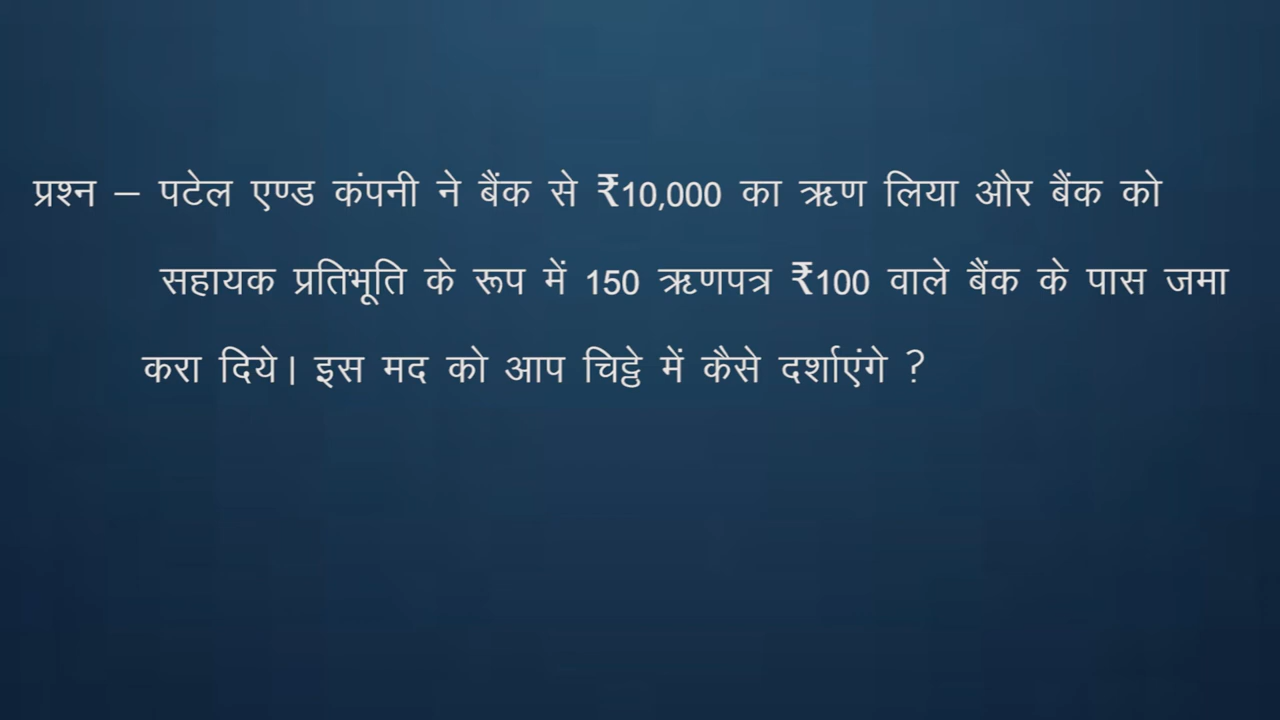 प्रश्न – पटेल एण्ड कंपनी ने बैंक से ₹10,000 का ऋण लिया और बैंक को
सहायक प्रतिभूति के रूप में 150 ऋणपत्र ₹100 वाले बैंक के पास जमा
करा दिये। इस मद को आप चिट्ठे में कैसे दर्शाएंगे ?